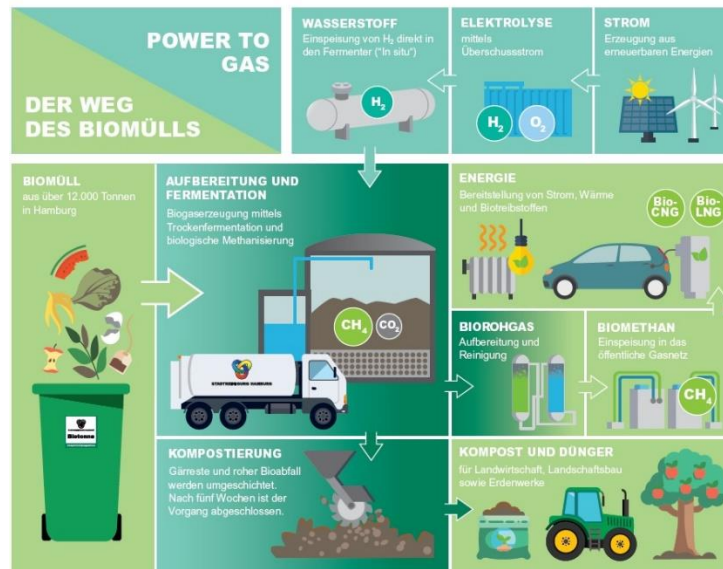 POWER TO
GAS
DER WEG
DES BIOMÜLLS
WASSERSTOFF
Einspeisung von H₂ direkt in
den Fermenter ("In situ")
H₂
ELEKTROLYSE
mittels
Überschussstrom
H₂
O₂
STROM
Erzeugung aus
erneuerbaren Energien
BIOMÜLL
aus über 12.000 Tonnen
in Hamburg
Biotonne
AUFBEREITUNG UND
FERMENTATION
Biogaserzeugung mittels
Trockenfermentation und
biologische Methanisierung
CH₄
CO₂
STADTREINIGUNG HAMBURG
ENERGIE
Bereitstellung von Strom, Wärme
und Biotreibstoffen
Bio-
CNG
Bio-
LNG
BIOROHGAS
Aufbereitung und
Reinigung
BIOMETHAN
Einspeisung in das
öffentliche Gasnetz
CH₄
KOMPOSTIERUNG
Gärreste und roher Bioabfall
werden umgeschichtet.
Nach fünf Wochen ist der
Vorgang abgeschlossen.
KOMPOST UND DÜNGER
für Landwirtschaft, Landschaftsbau
sowie Erdenwerke